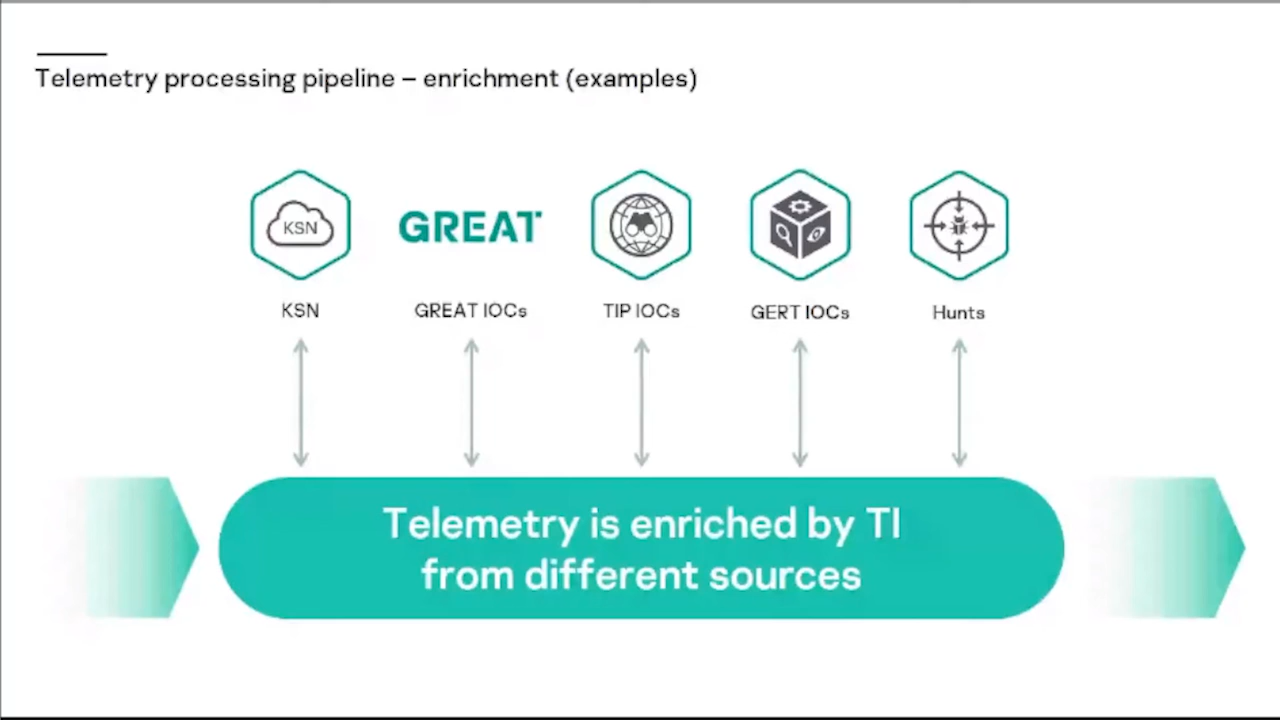 Telemetry processing pipeline – enrichment (examples)
KSN
GREAT
KSN
GREAT IOCs
TIP IOCs
GERT IOCs
Hunts
Telemetry is enriched by TI
from different sources